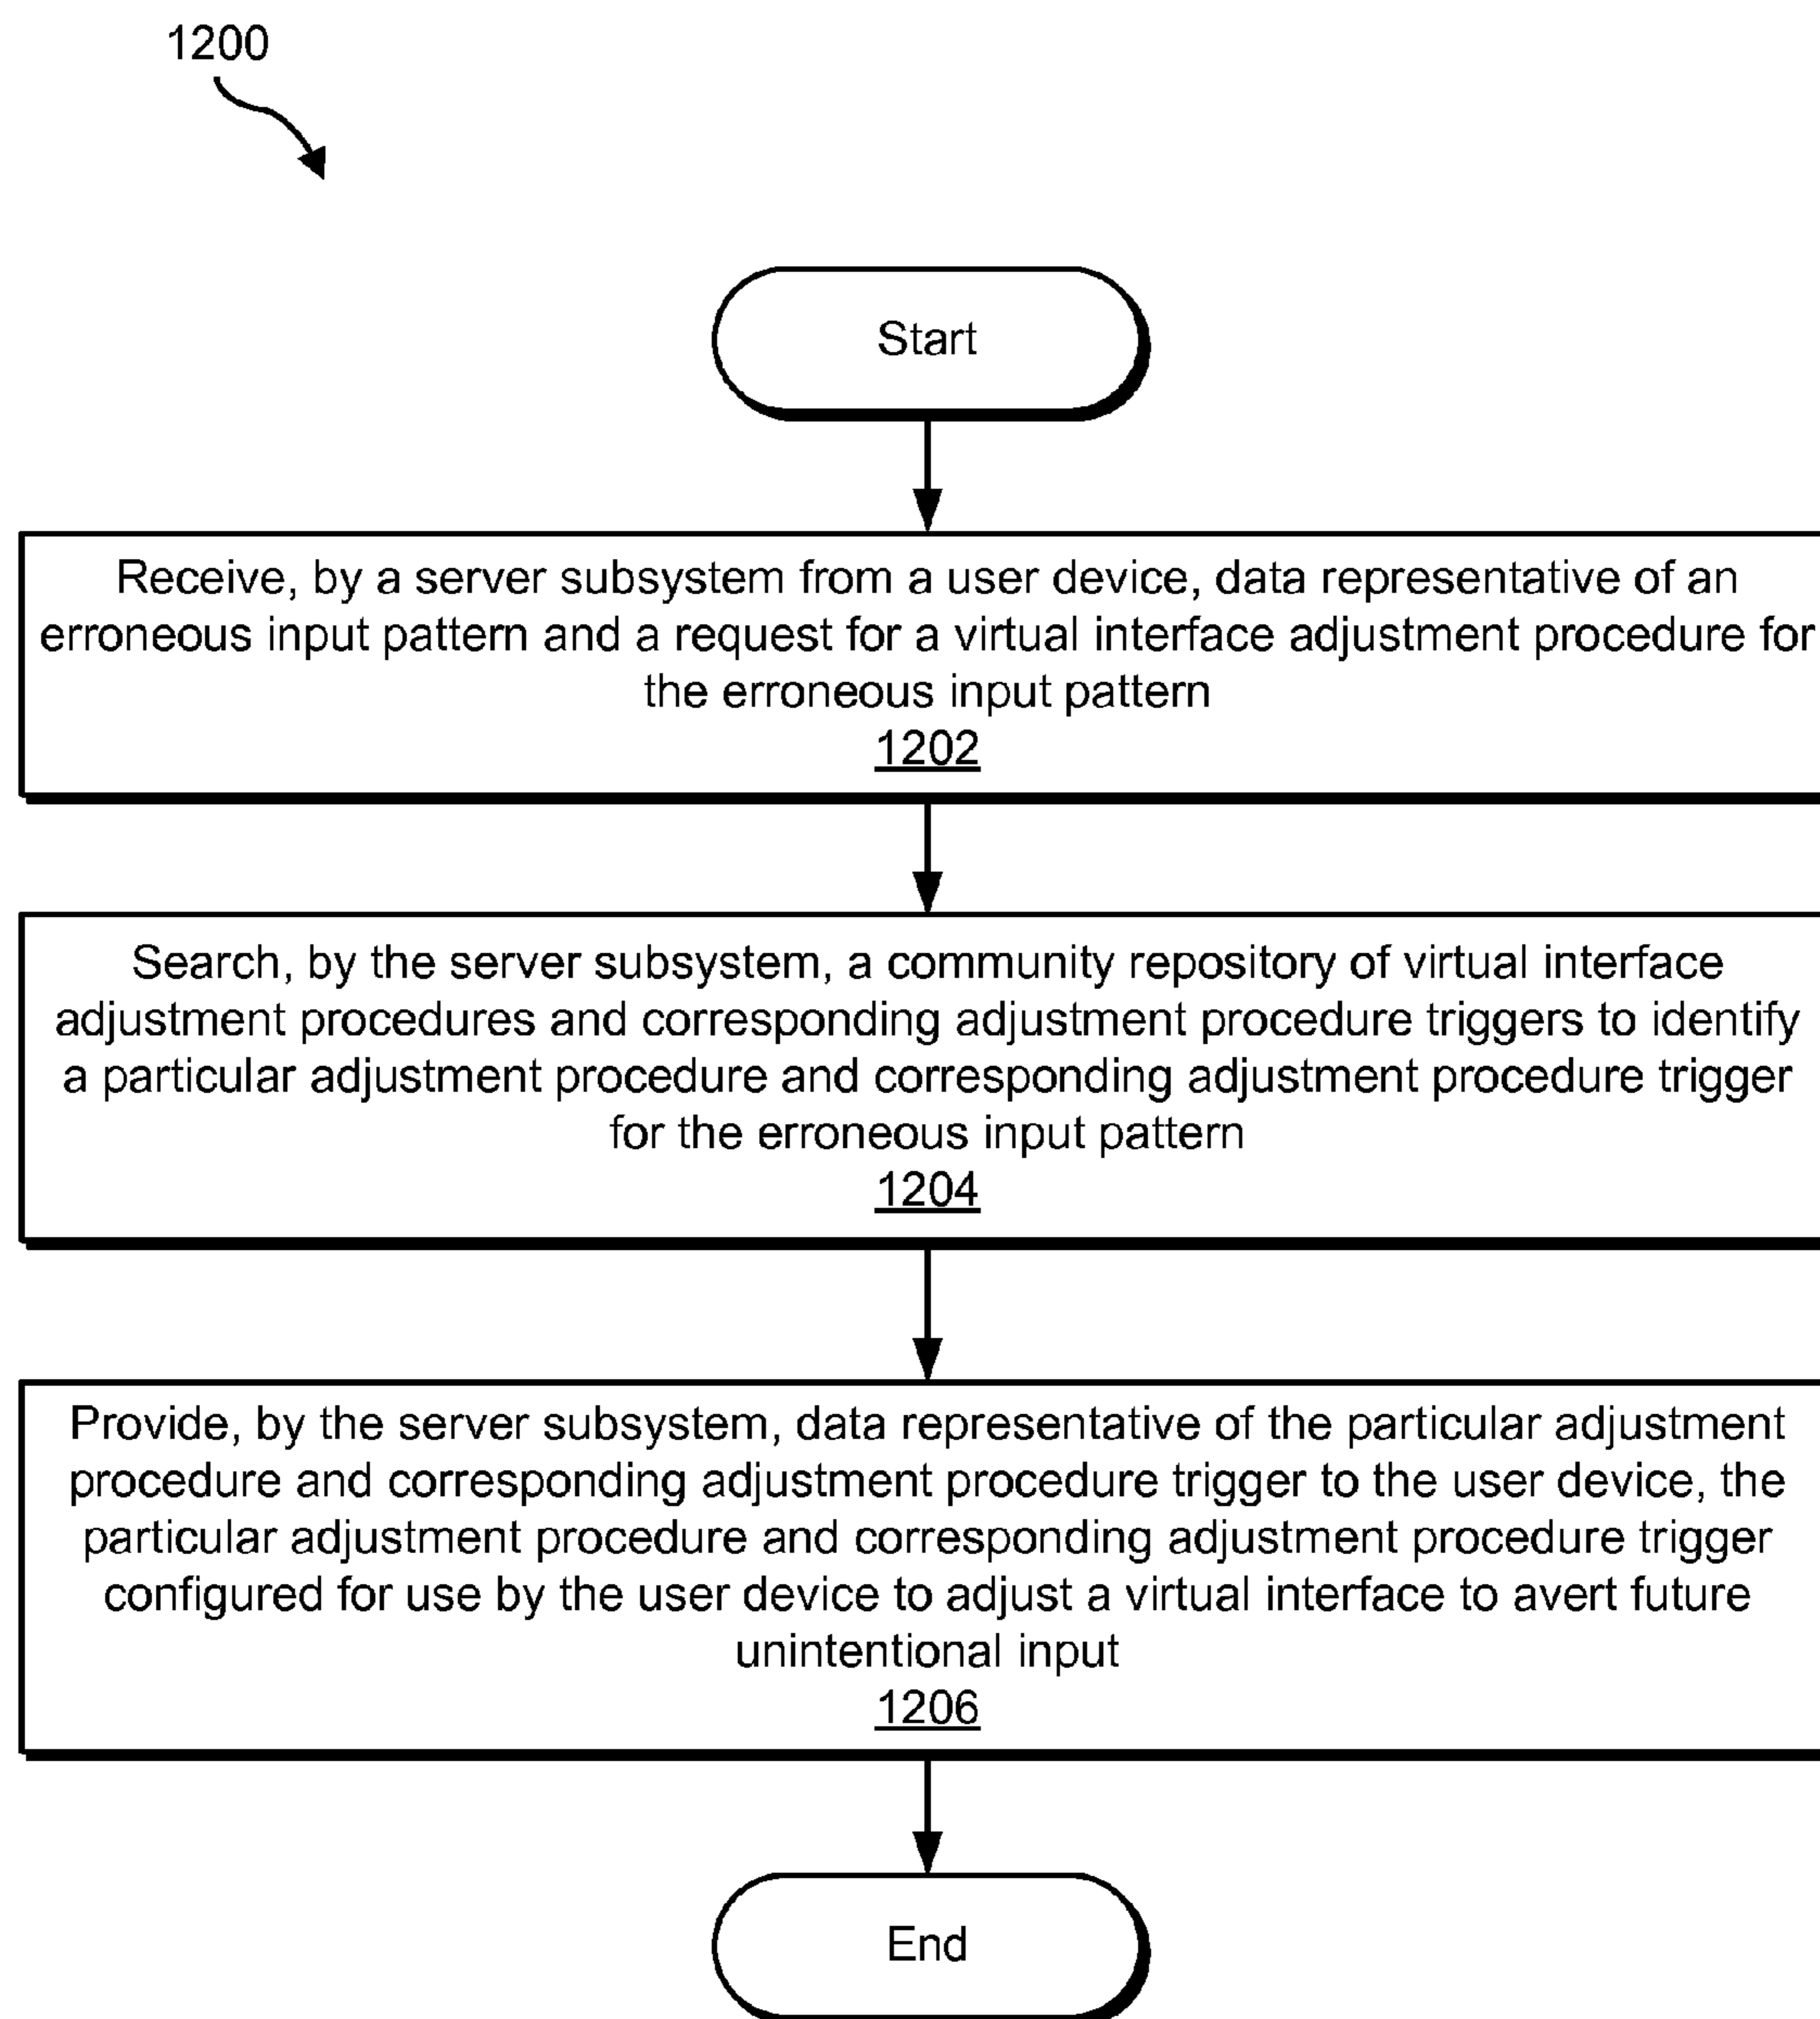 1200
Start
Receive, by a server subsystem from a user device, data representative of an
erroneous input pattern and a request for a virtual interface adjustment procedure for
the erroneous input pattern
1202
Search, by the server subsystem, a community repository of virtual interface
adjustment procedures and corresponding adjustment procedure triggers to identify
a particular adjustment procedure and corresponding adjustment procedure trigger
for the erroneous input pattern
1204
Provide, by the server subsystem, data representative of the particular adjustment
procedure and corresponding adjustment procedure trigger to the user device, the
particular adjustment procedure and corresponding adjustment procedure trigger
configured for use by the user device to adjust a virtual interface to avert future
unintentional input
1206
End